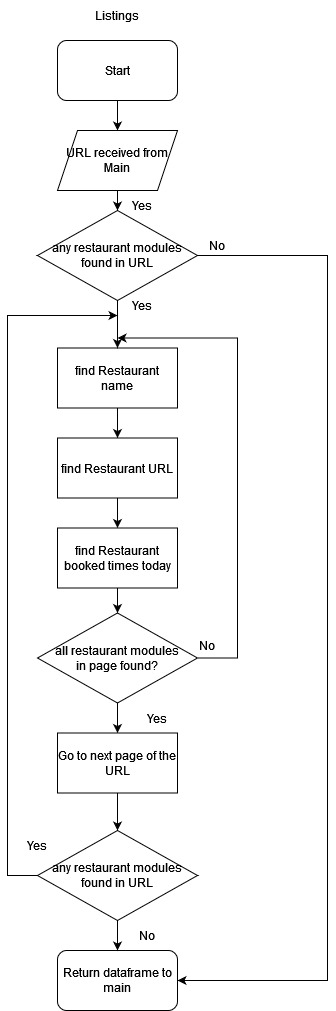 Listings
Start
URL received from
Main
Yes
any restaurant modules
found in URL
No
Yes
find Restaurant
name
find Restaurant URL
find Restaurant
booked times today
all restaurant modules
in page found?
No
Yes
Go to next page of the
URL
Yes
any restaurant modules
found in URL
No
Return dataframe to
main